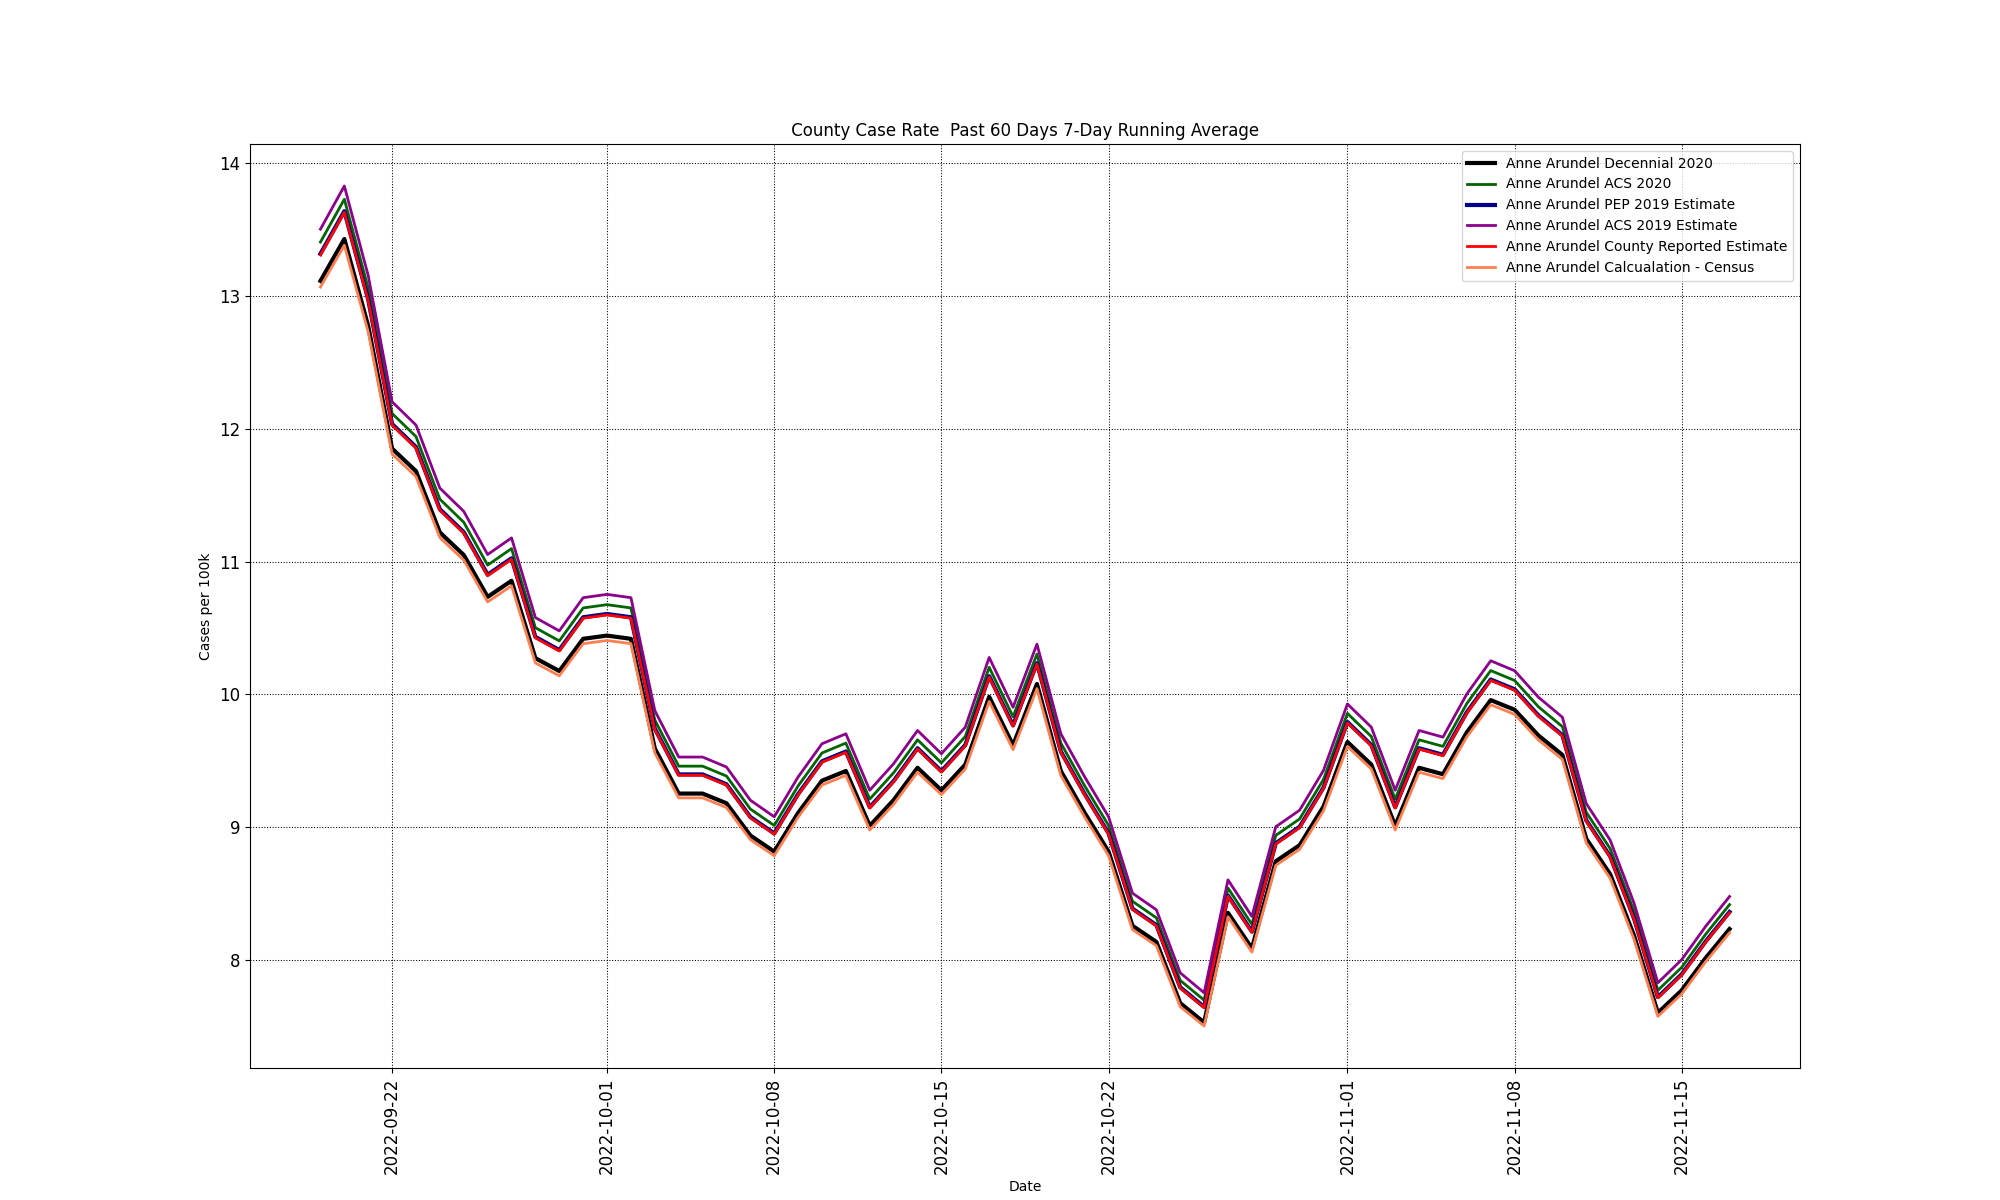 County Case Rate  Past 60 Days 7-Day Running Average
Anne Arundel Decennial 2020
Anne Arundel ACS 2020
Anne Arundel PEP 2019 Estimate
Anne Arundel ACS 2019 Estimate
Anne Arundel County Reported Estimate
Anne Arundel Calcualation - Census
Cases per 100k
14
13
12
11
10
9
8
2022-09-22
2022-10-01
2022-10-08
2022-10-15
2022-10-22
2022-11-01
2022-11-08
2022-11-15
Date